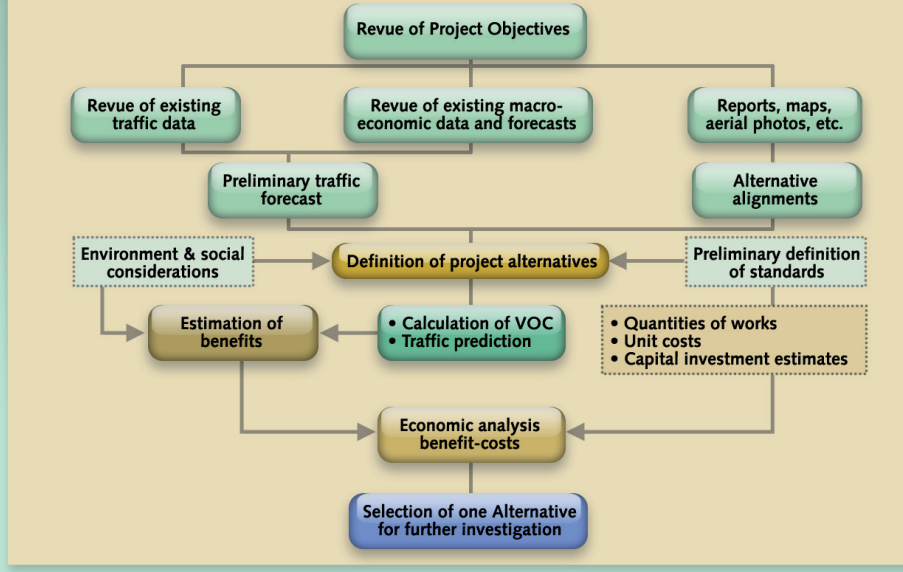 Revue of Project Objectives
Revue of existing
traffic data
Revue of existing macro-
economic data and forecasts
Reports, maps,
aerial photos, etc.
Preliminary traffic
forecast
Alternative
alignments
Environment & social
considerations
Definition of project alternatives
Preliminary definition
of standards
Estimation of
benefits
• Calculation of VOC
• Traffic prediction
• Quantities of works
• Unit costs
• Capital investment estimates
Economic analysis
benefit-costs
Selection of one Alternative
for further investigation